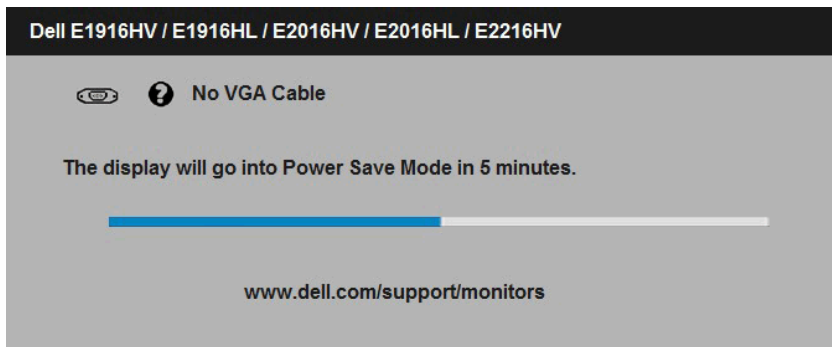 Dell E1916HV / E1916HL / E2016HV / E2016HL / E2216HV
? No VGA Cable
The display will go into Power Save Mode in 5 minutes.
www.dell.com/support/monitors